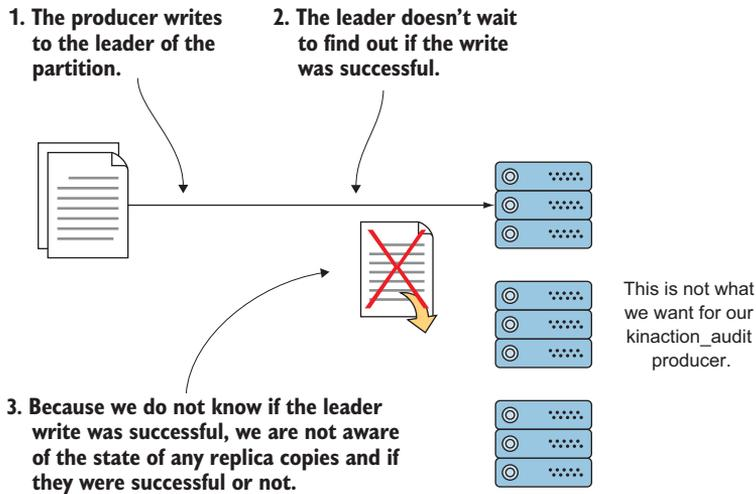 1. The producer writes
to the leader of the
partition.
2. The leader doesn't wait
to find out if the write
was successful.
This is not what
we want for our
kinaction_audit
producer.
3. Because we do not know if the leader
write was successful, we are not aware
of the state of any replica copies and if
they were successful or not.